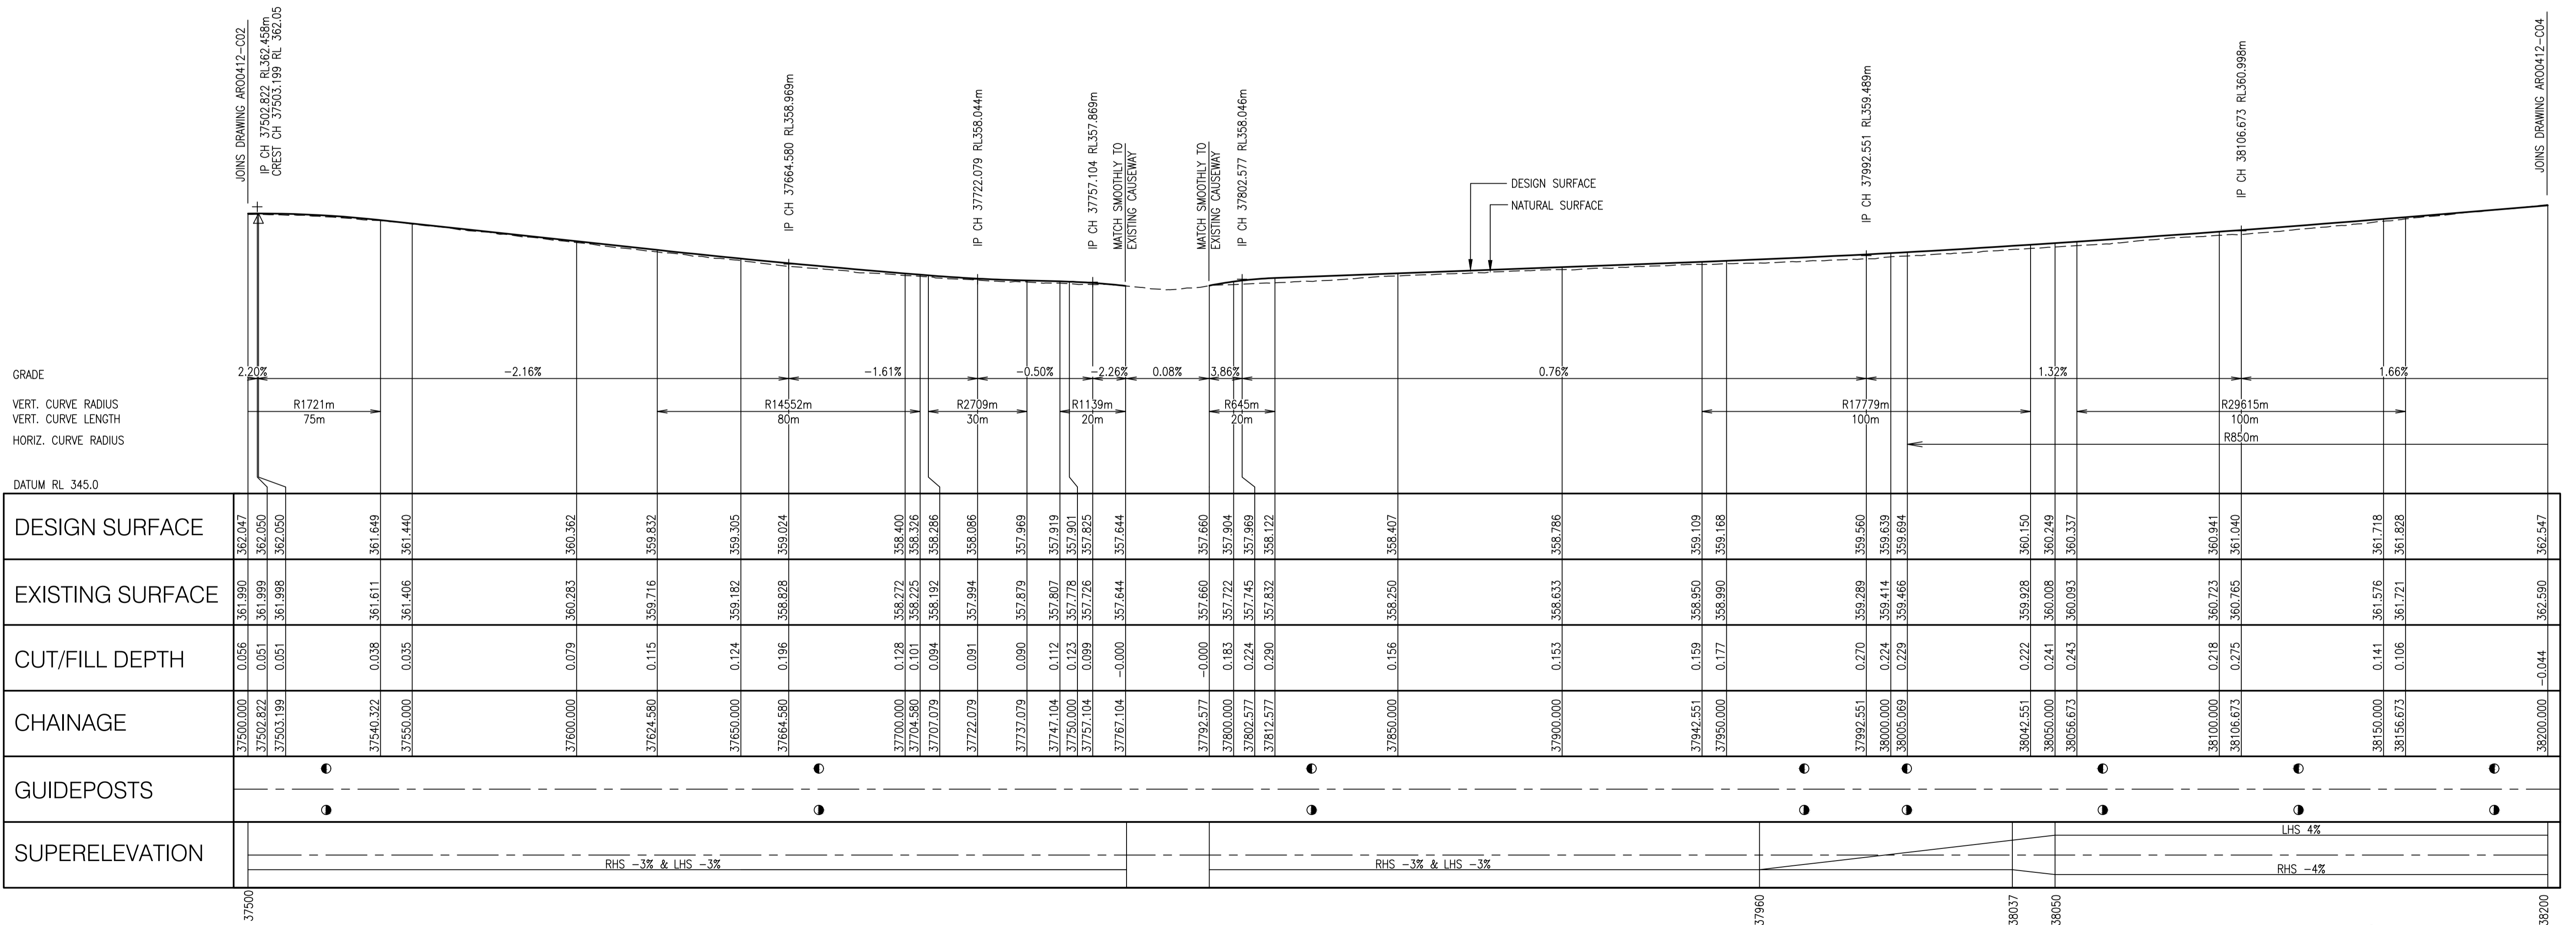 JOINS DRAWING ARO0412-C02
IP CH 37502.822 RL362.458m
CREST CH 37503.199 RL 362.05
IP CH 37664.580 RL358.969m
IP CH 37722.079 RL358.044m
IP CH 37757.104 RL357.869m
MATCH SMOOTHLY TO
EXISTING CAUSEWAY
MATCH SMOOTHLY TO
EXISTING CAUSEWAY
IP CH 37802.577 RL358.046m
DESIGN SURFACE
NATURAL SURFACE
IP CH 37992.551 RL359.489m
IP CH 38106.673 RL360.998m
JOINS DRAWING ARO0412-C04
GRADE 2.20% -2.16% -1.61% -0.50% -2.26% 0.08% 3.86% 0.76% 1.32% 1.66%
VERT. CURVE RADIUS R1721m R14552m R2709m R1139m R645m R17779m R29615m
VERT. CURVE LENGTH 75m 80m 30m 20m 20m 100m 100m
HORIZ. CURVE RADIUS R850m
DATUM RL 345.0
DESIGN SURFACE 362.047 362.050 362.050 361.649 361.440 360.362 359.832 359.305 359.024 358.400 358.326 358.286 358.086 357.969 357.919 357.901 357.825 357.644 357.660 357.904 357.969 358.122 358.407 358.786 359.109 359.168 359.560 359.639 359.694 360.150 360.249 360.337 360.941 361.040 361.718 361.828 362.547
EXISTING SURFACE 361.990 361.999 361.998 361.611 361.406 360.283 359.716 359.182 358.828 358.272 358.225 358.192 357.994 357.879 357.807 357.778 357.726 357.644 357.660 357.722 357.745 357.832 358.250 358.633 358.950 358.990 359.289 359.414 359.466 359.928 360.008 360.093 360.723 360.765 361.576 361.721 362.590
CUT/FILL DEPTH 0.056 0.051 0.051 0.038 0.035 0.079 0.115 0.124 0.196 0.128 0.101 0.094 0.091 0.090 0.112 0.123 0.099 -0.000 -0.000 0.183 0.224 0.290 0.156 0.153 0.159 0.177 0.270 0.224 0.229 0.222 0.241 0.243 0.218 0.275 0.141 0.106 -0.044
CHAINAGE 37500.000 37502.822 37503.199 37540.322 37550.000 37600.000 37624.580 37650.000 37664.580 37700.000 37704.580 37707.079 37722.079 37737.079 37747.104 37750.000 37757.104 37767.104 37792.577 37800.000 37802.577 37812.577 37850.000 37900.000 37942.551 37950.000 37992.551 38000.000 38005.069 38042.551 38050.000 38056.673 38100.000 38106.673 38150.000 38156.673 38200.000
GUIDEPOSTS
SUPERELEVATION
RHS -3% & LHS -3%
RHS -3% & LHS -3%
LHS 4%
RHS -4%
37500 37960 38037 38050 38200